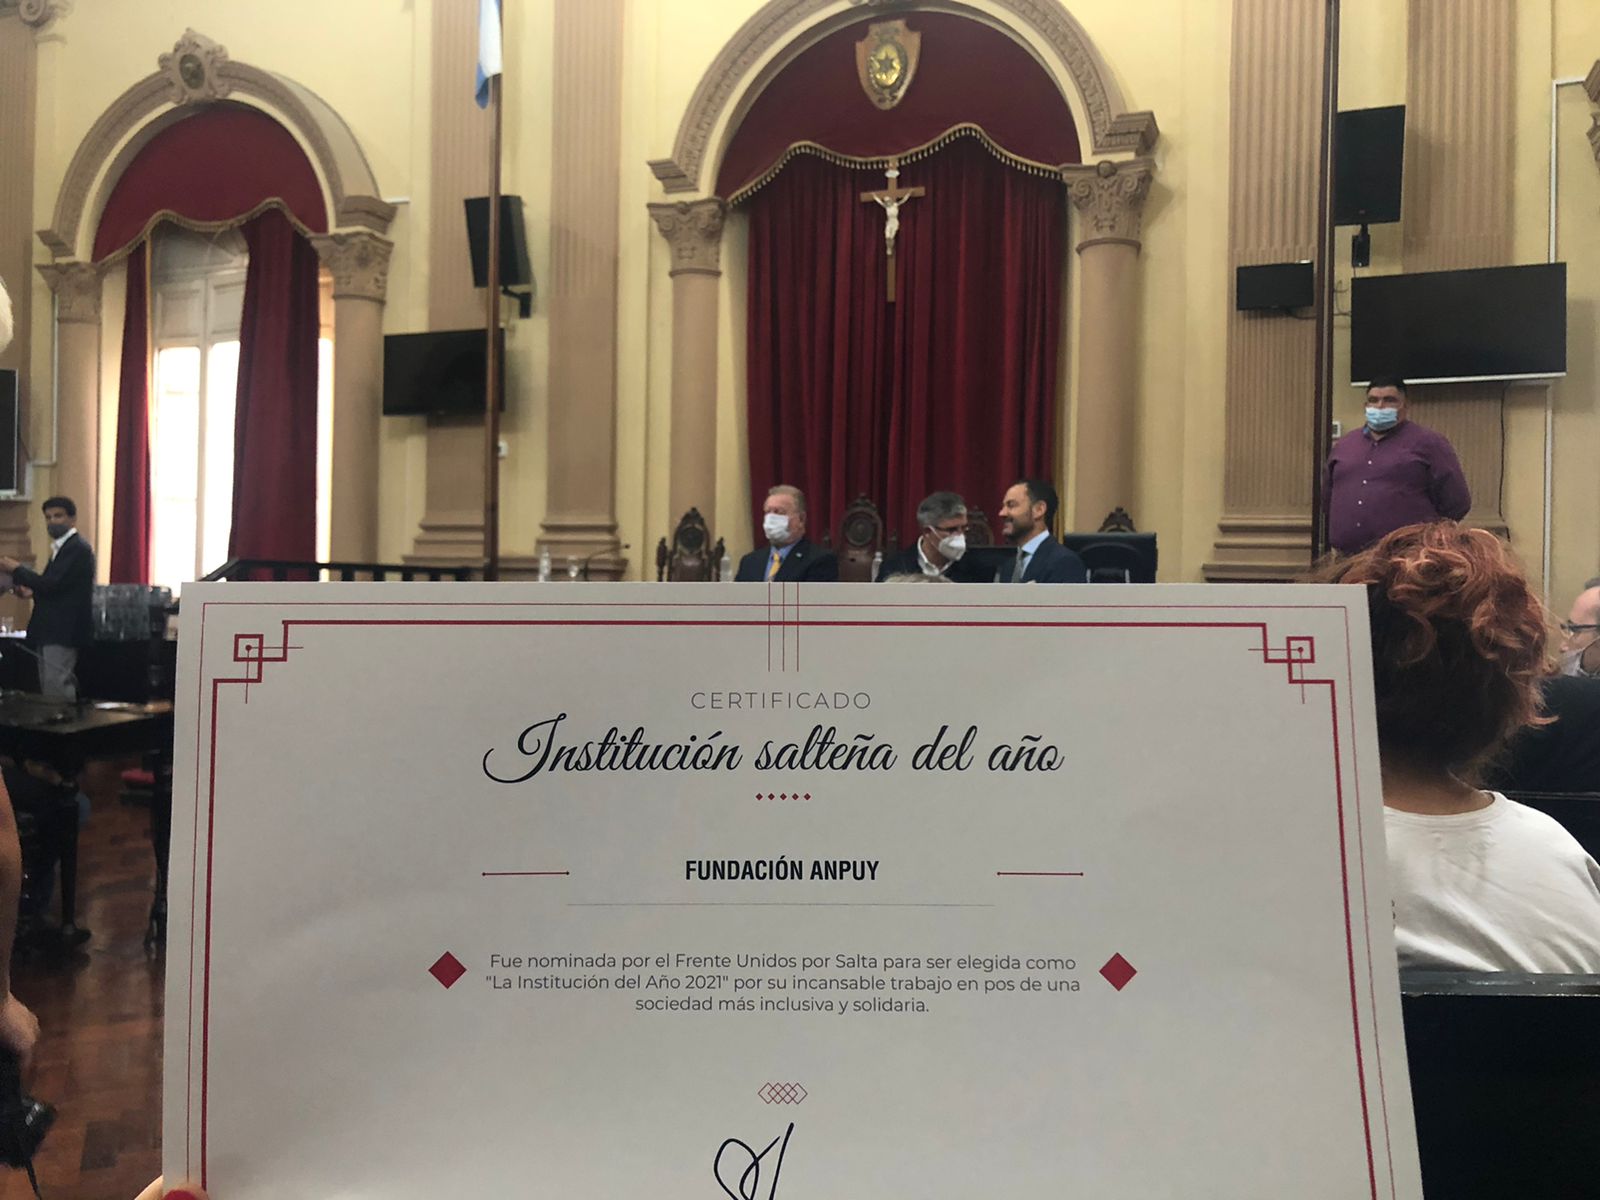 CERTIFICADO
Institución salteña del año
FUNDACIÓN ANPUY
Fue nominada por el Frente Unidos por Salta para ser elegida como
"La Institución del Año 2021" por su incansable trabajo en pos de una
sociedad más inclusiva y solidaria.